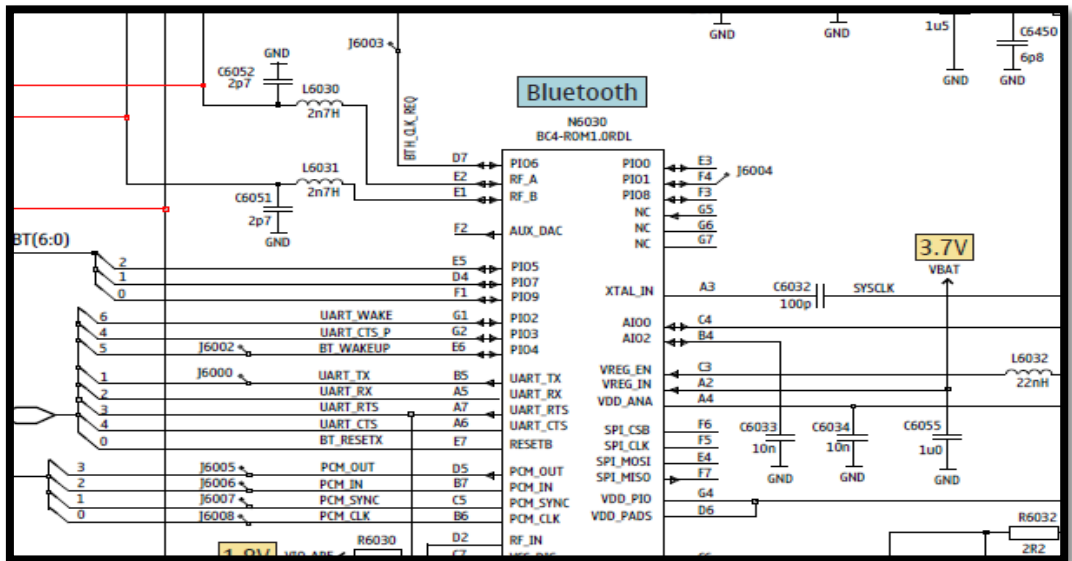 J6003
GND
C6052
2p7
L6030
2n7H
BTH_CLK_REQ
L6031
2n7H
C6051
2p7
GND
BT(6:0)
Bluetooth
N6030
BC4-ROM1.0RDL
GND
GND
1u5
GND
C6450
6p8
GND
D7 PIO6
E2 RF_A
E1 RF_B
F2 AUX_DAC
2 E5 PIO5
1 D4 PIO7
0 F1 PIO9
6 UART_WAKE G1 PIO2
4 UART_CTS_P G2 PIO3
5 J6002 BT_WAKEUP E6 PIO4
J6000
1 UART_TX B5 UART_TX
2 UART_RX A5 UART_RX
3 UART_RTS A7 UART_RTS
4 UART_CTS A6 UART_CTS
0 BT_RESETX E7 RESETB
3 J6005 PCM_OUT D5 PCM_OUT
2 J6006 PCM_IN B7 PCM_IN
1 J6007 PCM_SYNC C5 PCM_SYNC
0 J6008 PCM_CLK B6 PCM_CLK
R6030
D2 RF_IN
PIO0 E3
PIO1 F4 J6004
PIO8 F3
NC G5
NC G6
NC G7
3.7V
VBAT
XTAL_IN A3 C6032 SYSCLK
100p
AIO0 C4
AIO2 B4
VREG_EN C3
VREG_IN A2
VDD_ANA A4
L6032
22nH
SPI_CSB F6
SPI_CLK F5
SPI_MOSI E4
SPI_MISO F7
C6033
10n
GND
C6034
10n
GND
C6055
1u0
GND
VDD_PIO G4
VDD_PADS D6
R6032
2R2